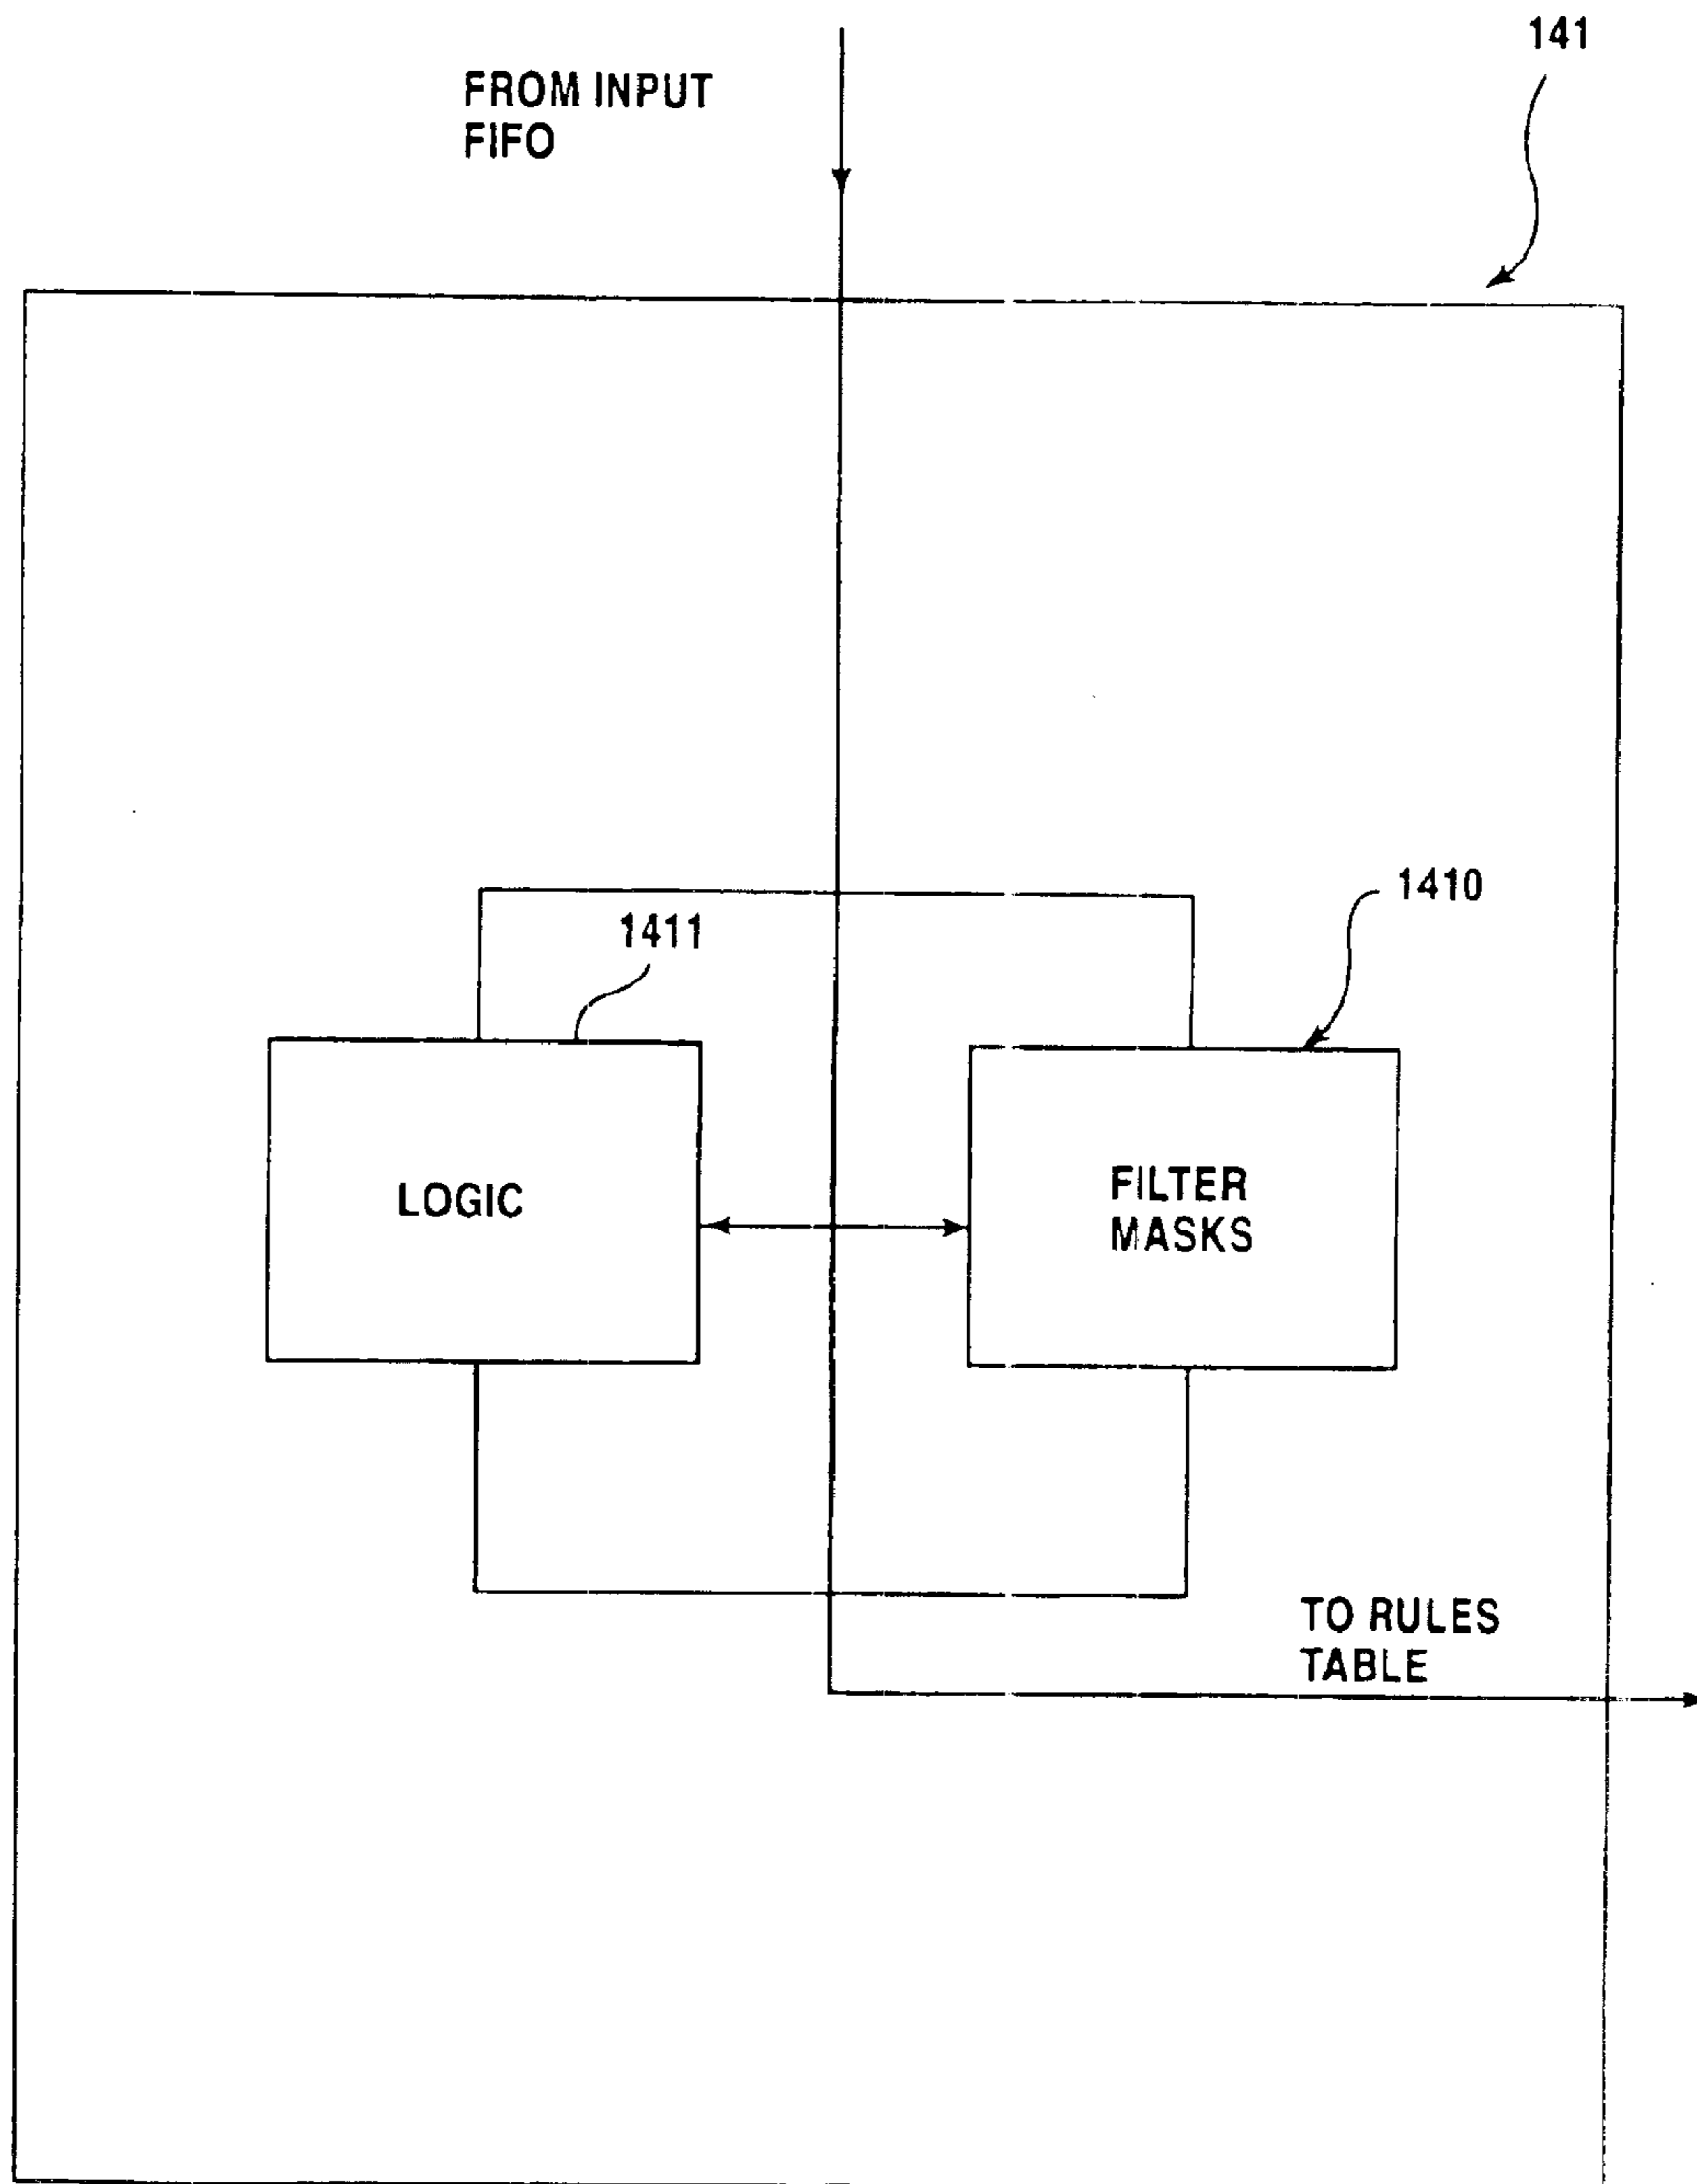 141
FROM INPUT
FIFO
1410
1411
LOGIC
FILTER
MASKS
TO RULES
TABLE